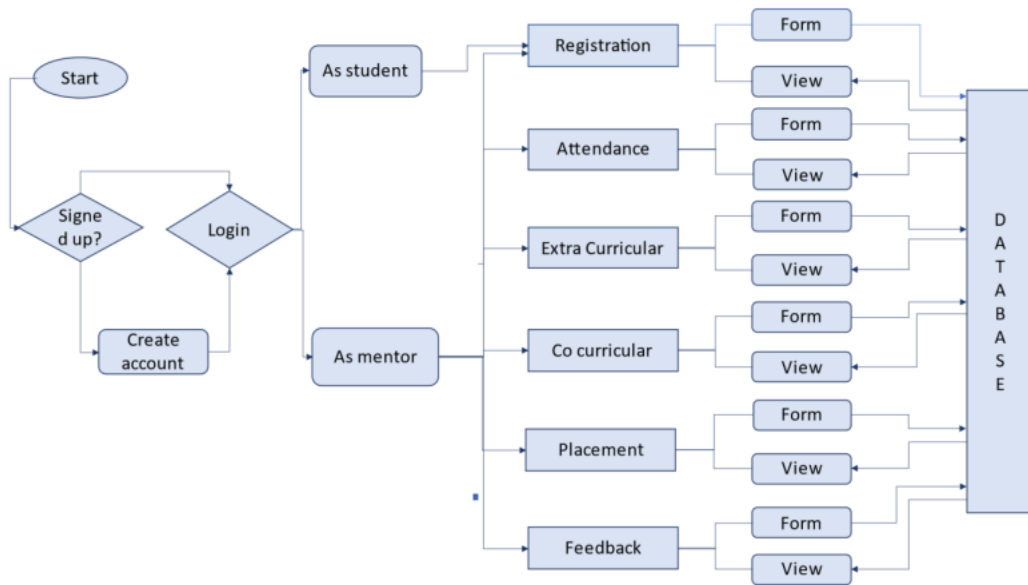 Start
Signe
d up?
Create
account
Login
As student
As mentor
Registration
Form
View
Attendance
Form
View
Extra Curricular
Form
View
Co curricular
Form
View
Placement
Form
View
Feedback
Form
View
D
A
T
A
B
A
S
E